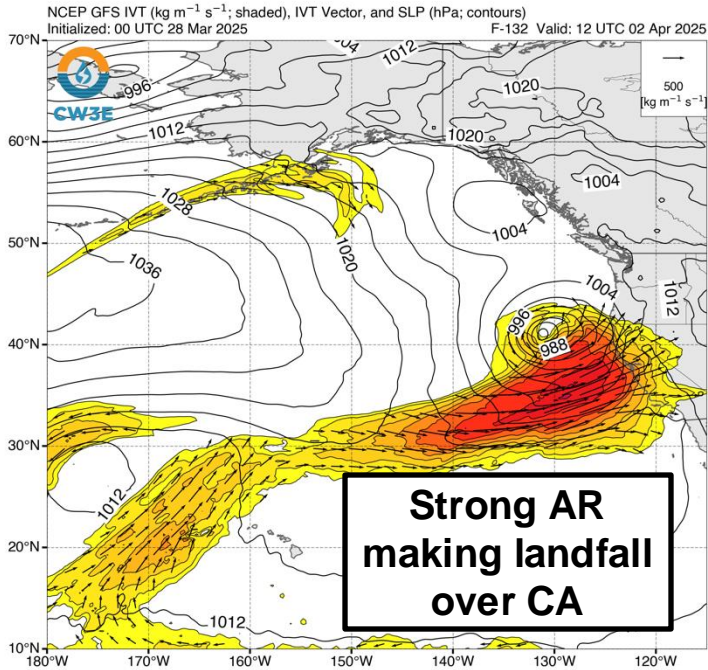 NCEP GFS IVT (kg m⁻¹ s⁻¹; shaded), IVT Vector, and SLP (hPa; contours)
Initialized: 00 UTC 28 Mar 2025 F-132 Valid: 12 UTC 02 Apr 2025
70°N
1004
1012
996
CW3E
1020
500
[kg m⁻¹ s⁻¹]
60°N
1012
1020
1028
1004
50°N
1020
1004
1036
1004
1012
996
40°N
988
30°N
1012
Strong AR
making landfall
over CA
20°N
1012
10°N
180°W 170°W 160°W 150°W 140°W 130°W 120°W